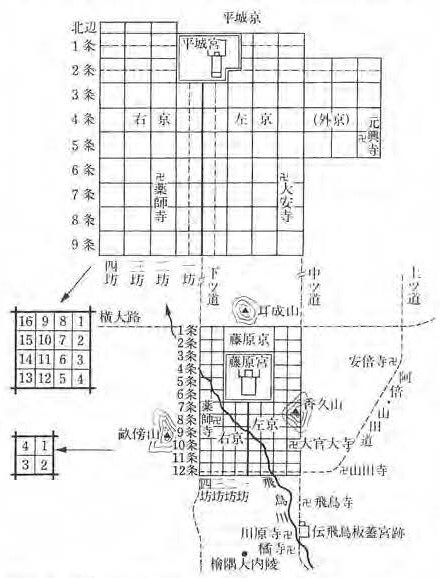 平城京
北辺
1条
2条
3条
4条
5条
6条
7条
8条
9条
平城宮
右京
左京
(外京)
元興寺
薬師寺
大安寺
四坊
三坊
二坊
一坊
下ツ道
中ツ道
上ツ道
16 9 8 1
15 10 7 2
14 11 6 3
13 12 5 4
横大路
耳成山
1条
2条
3条
4条
5条
6条
7条
8条
9条
10条
11条
12条
藤原京
藤原宮
安倍寺
阿倍・山田道
香久山
薬師寺
左京
右京
大官大寺
畝傍山
4 1
3 2
山田寺
四坊
三坊
二坊
一坊
飛鳥川
飛鳥寺
川原寺
伝飛鳥板蓋宮跡
橘寺
檜隈大内陵